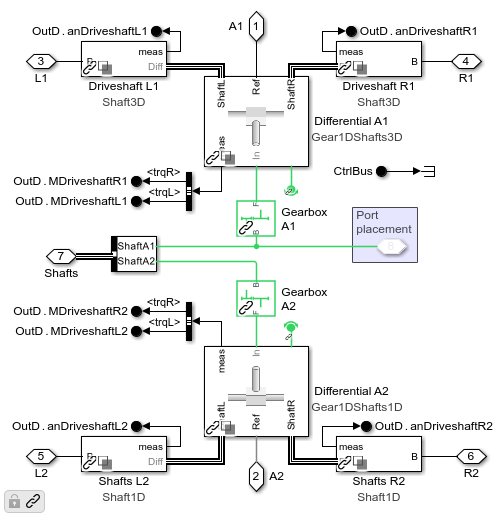 OutD . anDriveshaftL1
A1
1
OutD . anDriveshaftR1
3
L1
B
meas
Diff
Driveshaft L1
Shaft3D
ShaftL
Ref
ShaftR
meas
B
Driveshaft R1
Shaft3D
4
R1
meas
In
Differential A1
Gear1DShafts3D
OutD . MDriveshaftR1
<trqR>
OutD . MDriveshaftL1
<trqL>
CtrlBus
F
B
Gearbox
A1
Port
placement
8
7
Shafts
ShaftA1
ShaftA2
B
F
Gearbox
A2
OutD . MDriveshaftR2
<trqR>
OutD . MDriveshaftL2
<trqL>
meas
In
ShaftL
Ref
ShaftR
Differential A2
Gear1DShafts1D
OutD . anDriveshaftL2
OutD . anDriveshaftR2
5
L2
B
meas
Diff
Shafts L2
Shaft1D
2
A2
meas
B
Shafts R2
Shaft1D
6
R2